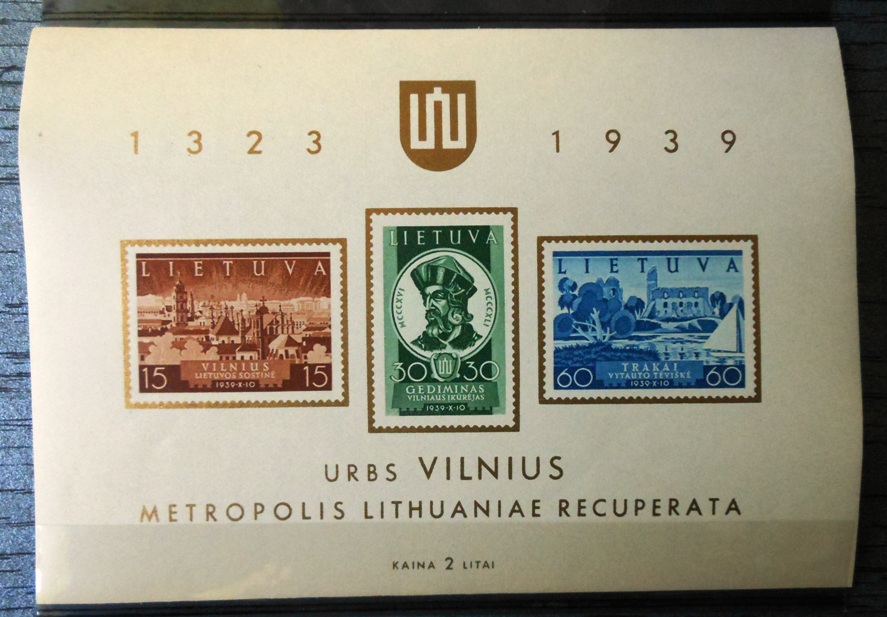 1323 1939
LIETUVA
VILNIUS
LIETUVOS SOSTINĖ
15 15
1939-X-10
LIETUVA
MCCCXVI MCCCXLI
30 30
GEDIMINAS
VILNIAUS ĮKŪRĖJAS
1939-X-10
LIETUVA
TRAKAI
VYTAUTO TĖVIŠKĖ
60 60
1939-X-10
URBS VILNIUS
METROPOLIS LITHUANIAE RECUPERATA
KAINA 2 LITAI